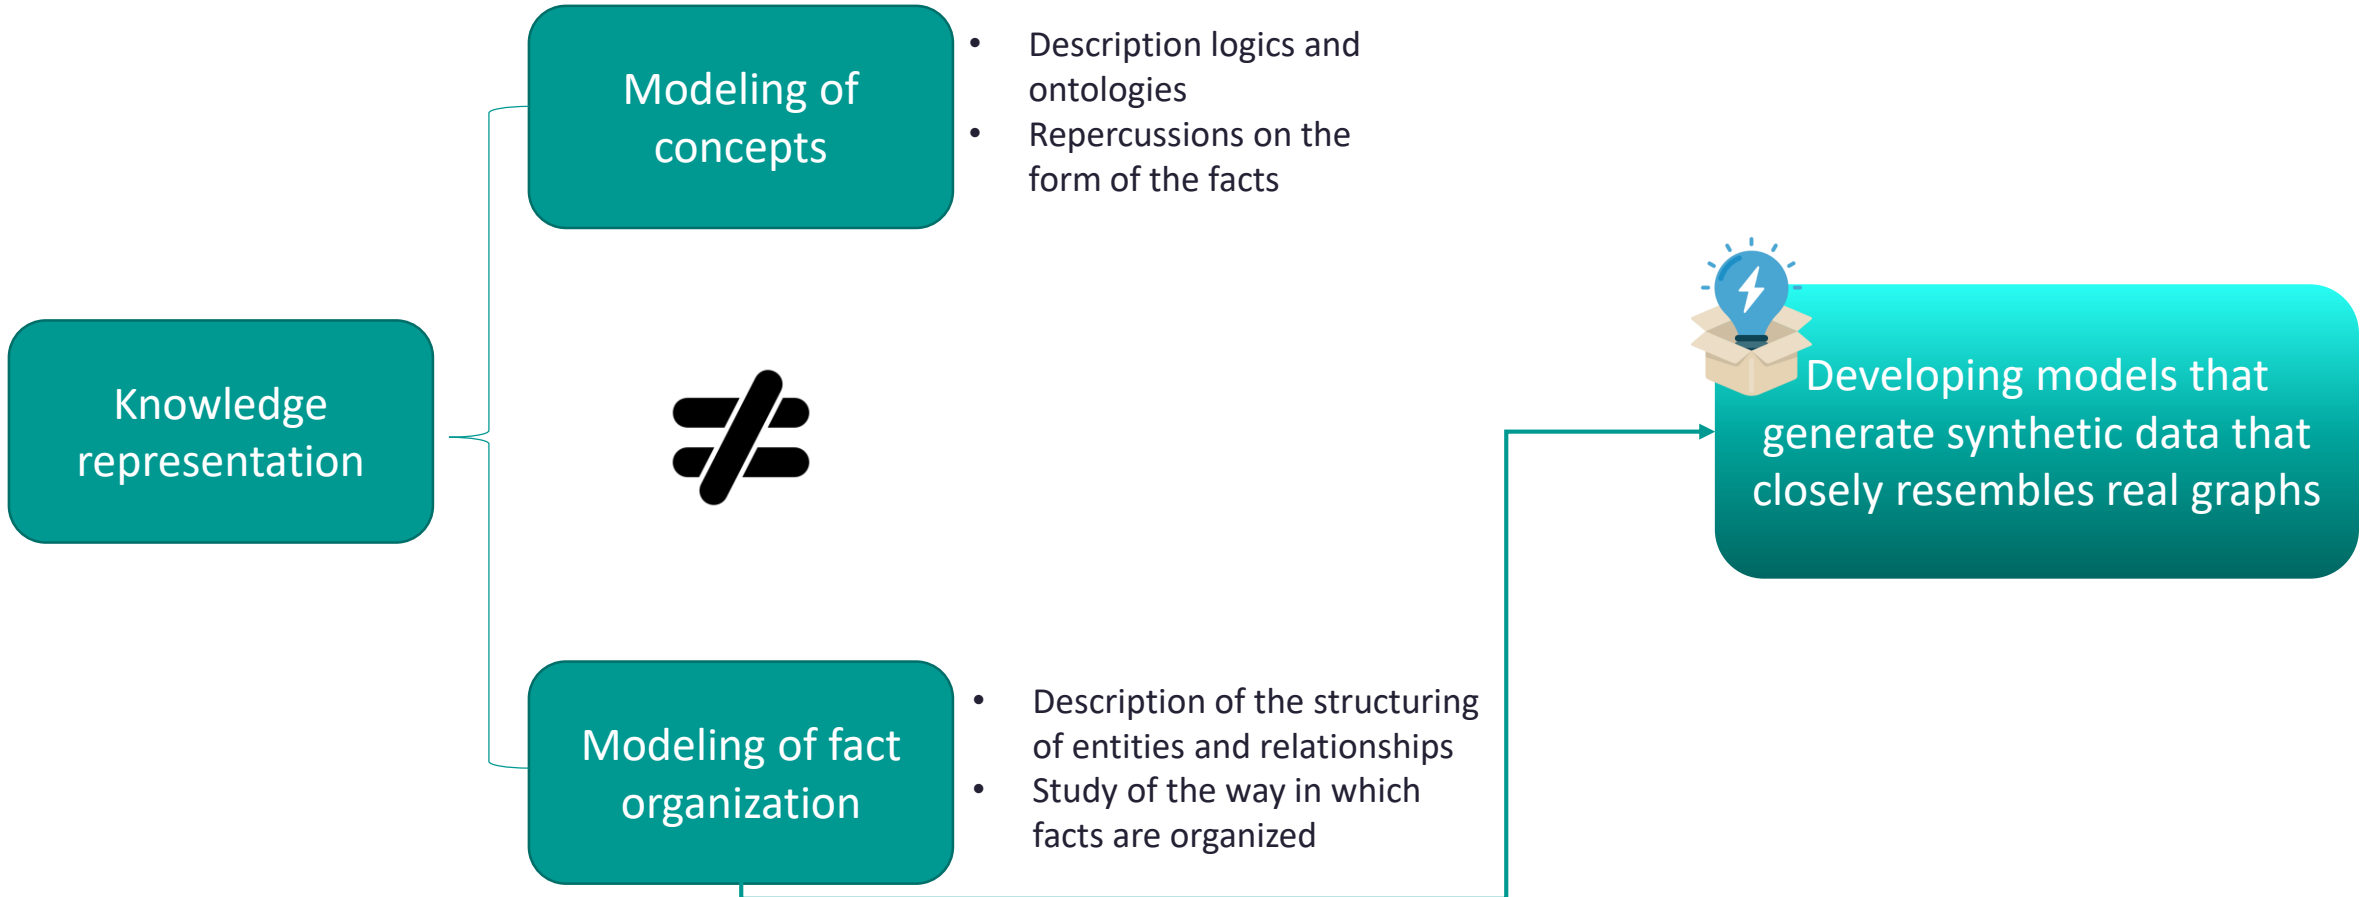 Modeling of
concepts
• Description logics and
ontologies
• Repercussions on the
form of the facts
Knowledge
representation
≠
Developing models that
generate synthetic data that
closely resembles real graphs
Modeling of fact
organization
• Description of the structuring
of entities and relationships
• Study of the way in which
facts are organized